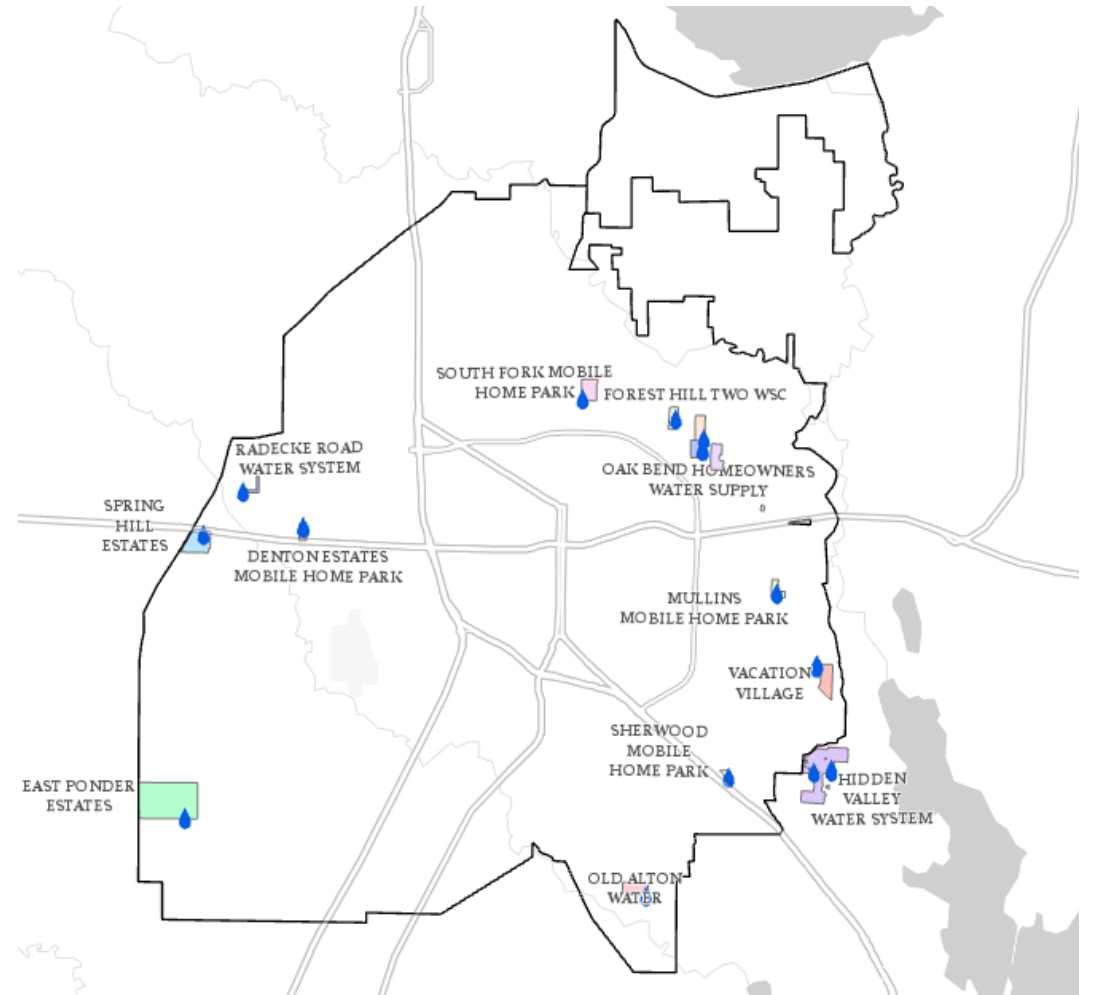 SOUTH FORK MOBILE
HOME PARK
FOREST HILL TWO WSC
RADECKE ROAD
WATER SYSTEM
OAK BEND HOMEOWNERS
WATER SUPPLY
SPRING
HILL
ESTATES
DENTON ESTATES
MOBILE HOME PARK
MULLINS
MOBILE HOME PARK
VACATION
VILLAGE
SHERWOOD
MOBILE
HOME PARK
EAST PONDER
ESTATES
HIDDEN
VALLEY
WATER SYSTEM
OLD ALTON
WATER